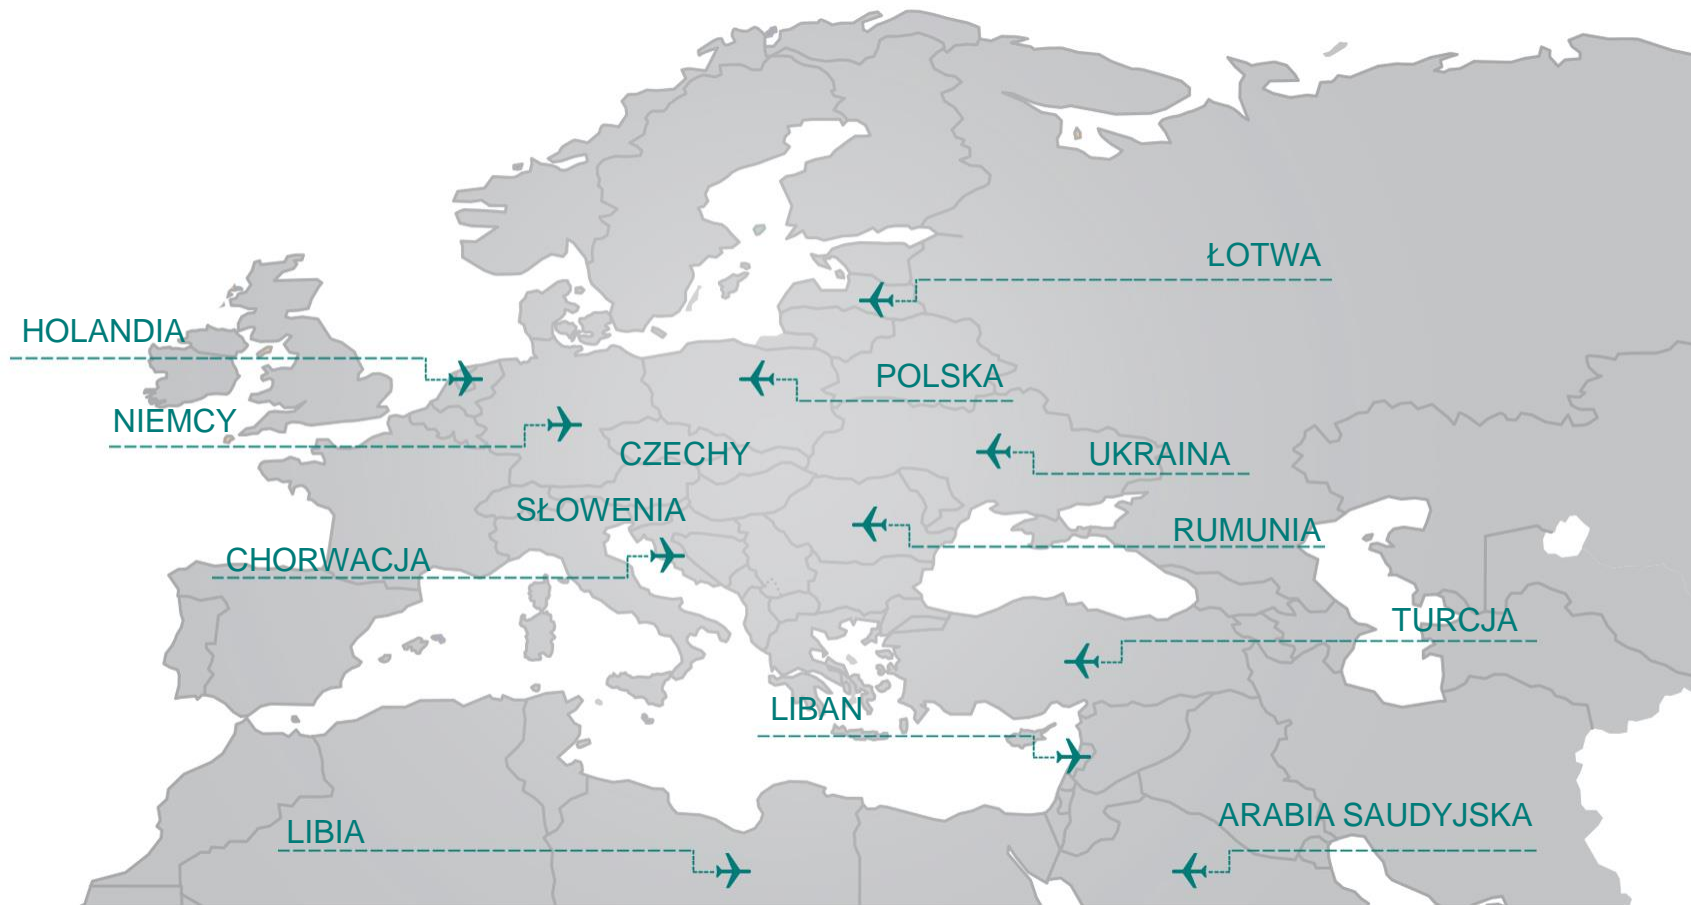 ŁOTWA
HOLANDIA
POLSKA
NIEMCY
CZECHY
UKRAINA
SŁOWENIA
RUMUNIA
CHORWACJA
TURCJA
LIBAN
ARABIA SAUDYJSKA
LIBIA